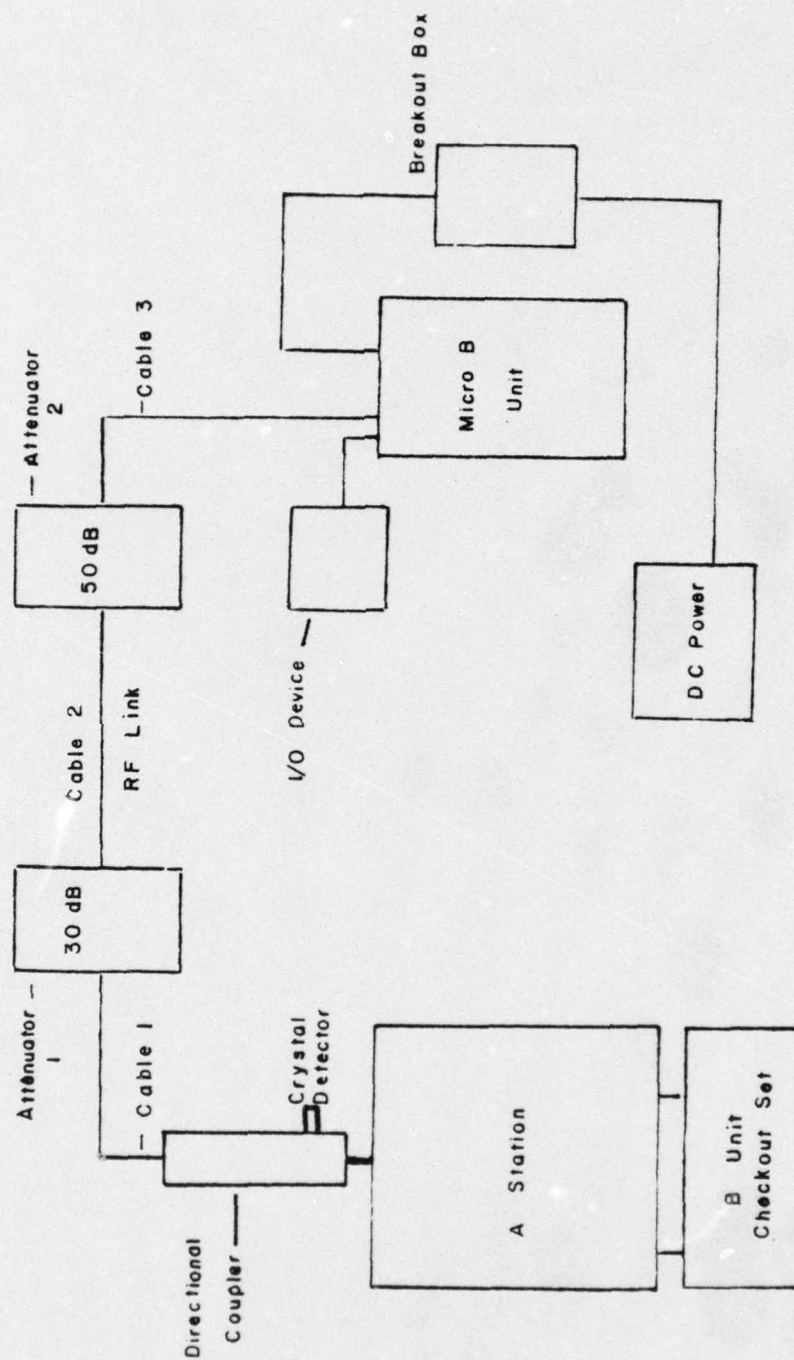 Attenuator
1
30 dB
Cable 2
RF Link
50 dB
Attenuator
2
Cable 1
Cable 3
Directional
Coupler
Crystal
Detector
I/O Device
Breakout Box
A Station
Micro B
Unit
B Unit
Checkout Set
DC Power